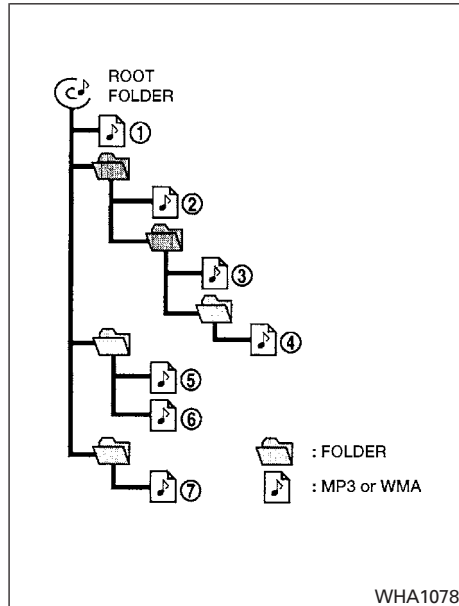 ROOT
FOLDER
①
②
③
④
⑤
⑥
⑦
: FOLDER
: MP3 or WMA
WHA1078